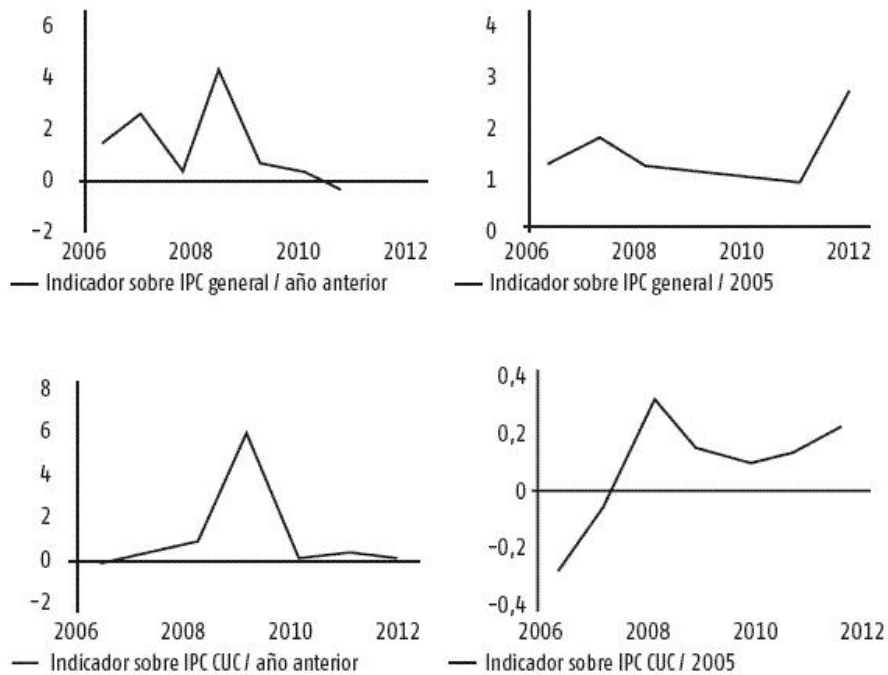 6
4
2
0
−2
2006 2008 2010 2012
— Indicador sobre IPC general / año anterior
4
3
2
1
0
2006 2008 2010 2012
— Indicador sobre IPC general / 2005
8
6
4
2
0
−2
2006 2008 2010 2012
— Indicador sobre IPC CUC / año anterior
0,4
0,2
0
−0,2
−0,4
2006 2008 2010 2012
— Indicador sobre IPC CUC / 2005